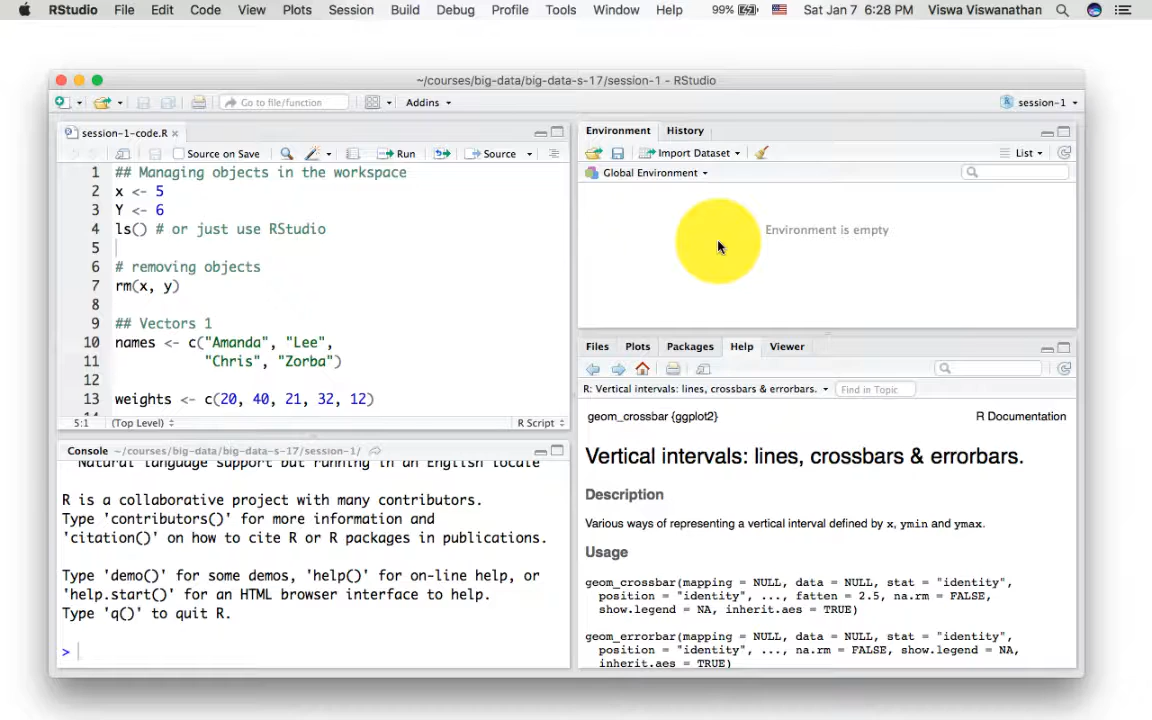 RStudio File Edit Code View Plots Session Build Debug Profile Tools Window Help 99% Sat Jan 7 6:28 PM Viswa Viswanathan
~/courses/big-data/big-data-s-17/session-1 - RStudio
Go to file/function Addins session-1
session-1-code.R
Source on Save Run Source
1 ## Managing objects in the workspace
2 x <- 5
3 Y <- 6
4 ls() # or just use RStudio
5
6 # removing objects
7 rm(x, y)
8
9 ## Vectors 1
10 names <- c("Amanda", "Lee",
11 "Chris", "Zorba")
12
13 weights <- c(20, 40, 21, 32, 12)
5:1 (Top Level) R Script
Console ~/courses/big-data/big-data-s-17/session-1/
Natural language support but running in an English locale
R is a collaborative project with many contributors.
Type 'contributors()' for more information and
'citation()' on how to cite R or R packages in publications.
Type 'demo()' for some demos, 'help()' for on-line help, or
'help.start()' for an HTML browser interface to help.
Type 'q()' to quit R.
>
Environment History
Import Dataset List
Global Environment
Environment is empty
Files Plots Packages Help Viewer
R: Vertical intervals: lines, crossbars & errorbars. Find in Topic
geom_crossbar {ggplot2} R Documentation
Vertical intervals: lines, crossbars & errorbars.
Description
Various ways of representing a vertical interval defined by x, ymin and ymax.
Usage
geom_crossbar(mapping = NULL, data = NULL, stat = "identity",
position = "identity", ..., fatten = 2.5, na.rm = FALSE,
show.legend = NA, inherit.aes = TRUE)
geom_errorbar(mapping = NULL, data = NULL, stat = "identity",
position = "identity", ..., na.rm = FALSE, show.legend = NA,
inherit.aes = TRUE)